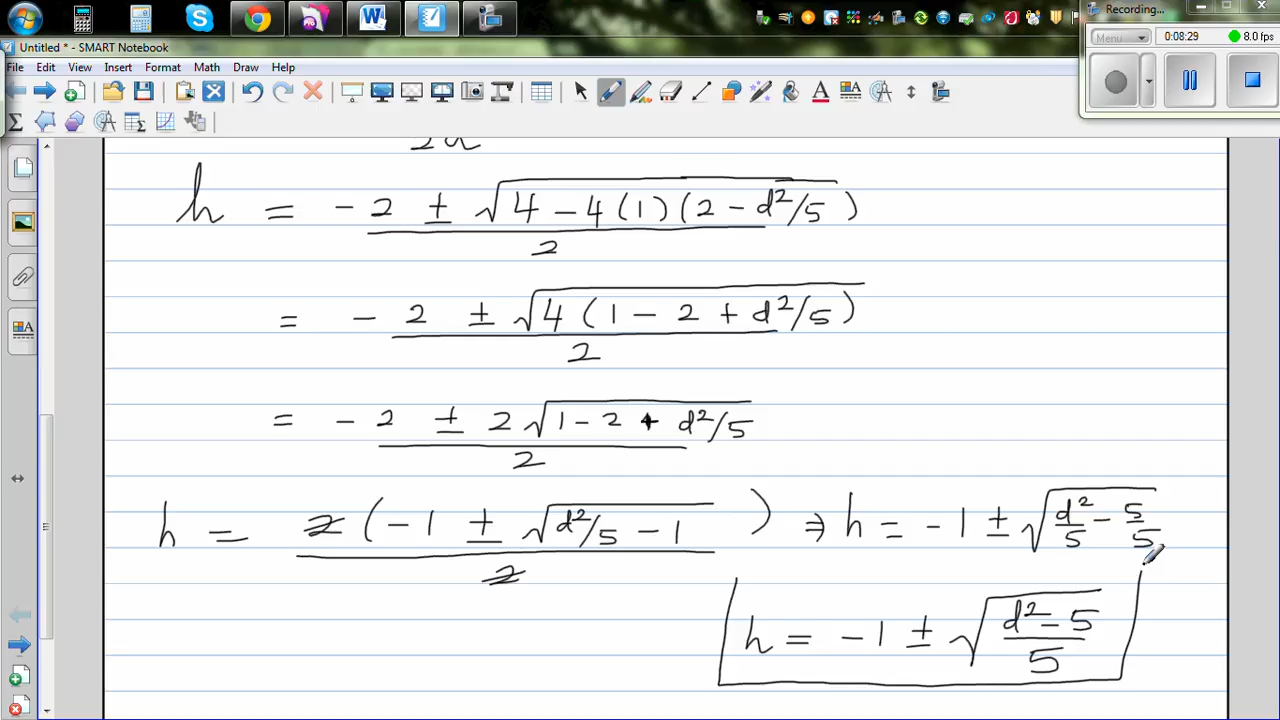 Recording...
Menu
0:08:29
8.0 fps
Untitled * - SMART Notebook
File Edit View Insert Format Math Draw Help
2a
h = -2 ± √4 - 4(1)(2 - d²/5) / 2
= -2 ± √4(1 - 2 + d²/5) / 2
= -2 ± 2√1 - 2 + d²/5 / 2
h = 2(-1 ± √d²/5 - 1) / 2 ⇒ h = -1 ± √d²/5 - 5/5
h = -1 ± √d² - 5 / 5